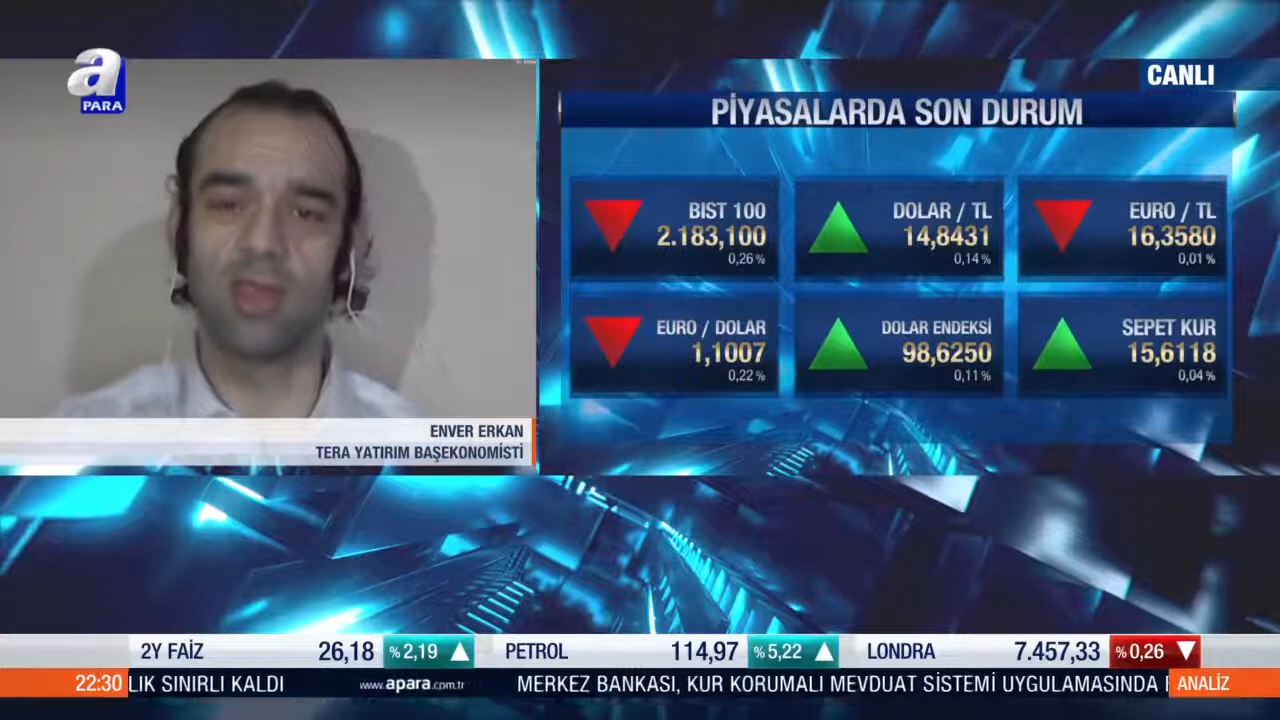 a
PARA
CANLI
PİYASALARDA SON DURUM
BIST 100
2.183,100
0,26 %
DOLAR / TL
14,8431
0,14 %
EURO / TL
16,3580
0,01 %
EURO / DOLAR
1,1007
0,22 %
DOLAR ENDEKSİ
98,6250
0,11 %
SEPET KUR
15,6118
0,04 %
ENVER ERKAN
TERA YATIRIM BAŞEKONOMİSTİ
2Y FAİZ 26,18 %2,19 PETROL 114,97 %5,22 LONDRA 7.457,33 %0,26
22:30 LIK SINIRLI KALDI www.apara.com.tr MERKEZ BANKASI, KUR KORUMALI MEVDUAT SİSTEMİ UYGULAMASINDA ANALİZ